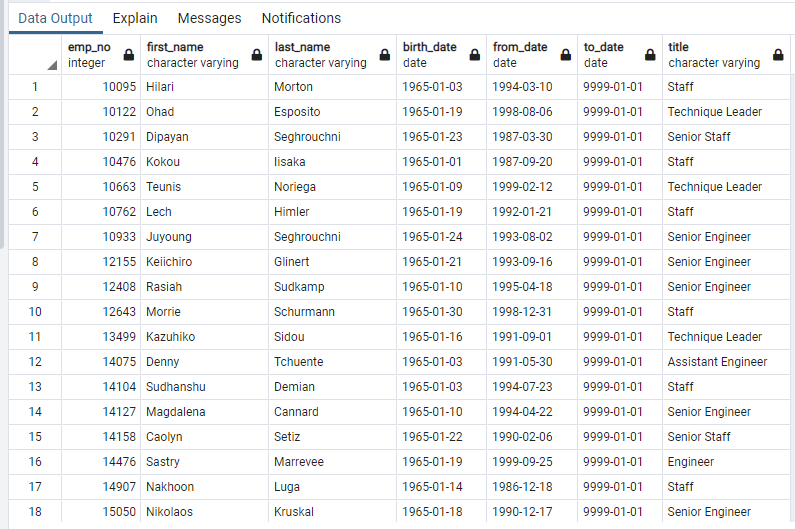 Data Output Explain Messages Notifications
emp_no first_name last_name birth_date from_date to_date title
integer character varying character varying date date date character varying
1 10095 Hilari Morton 1965-01-03 1994-03-10 9999-01-01 Staff
2 10122 Ohad Esposito 1965-01-19 1998-08-06 9999-01-01 Technique Leader
3 10291 Dipayan Seghrouchni 1965-01-23 1987-03-30 9999-01-01 Senior Staff
4 10476 Kokou Iisaka 1965-01-01 1987-09-20 9999-01-01 Staff
5 10663 Teunis Noriega 1965-01-09 1999-02-12 9999-01-01 Technique Leader
6 10762 Lech Himler 1965-01-19 1992-01-21 9999-01-01 Staff
7 10933 Juyoung Seghrouchni 1965-01-24 1993-08-02 9999-01-01 Senior Engineer
8 12155 Keiichiro Glinert 1965-01-21 1993-09-16 9999-01-01 Senior Engineer
9 12408 Rasiah Sudkamp 1965-01-10 1995-04-18 9999-01-01 Senior Engineer
10 12643 Morrie Schurmann 1965-01-30 1998-12-31 9999-01-01 Staff
11 13499 Kazuhiko Sidou 1965-01-16 1991-09-01 9999-01-01 Technique Leader
12 14075 Denny Tchuente 1965-01-03 1991-05-30 9999-01-01 Assistant Engineer
13 14104 Sudhanshu Demian 1965-01-03 1994-07-23 9999-01-01 Staff
14 14127 Magdalena Cannard 1965-01-10 1994-04-22 9999-01-01 Senior Engineer
15 14158 Caolyn Setiz 1965-01-22 1990-02-06 9999-01-01 Senior Staff
16 14476 Sastry Marrevee 1965-01-19 1999-09-25 9999-01-01 Engineer
17 14907 Nakhoon Luga 1965-01-14 1986-12-18 9999-01-01 Staff
18 15050 Nikolaos Kruskal 1965-01-18 1990-12-17 9999-01-01 Senior Engineer